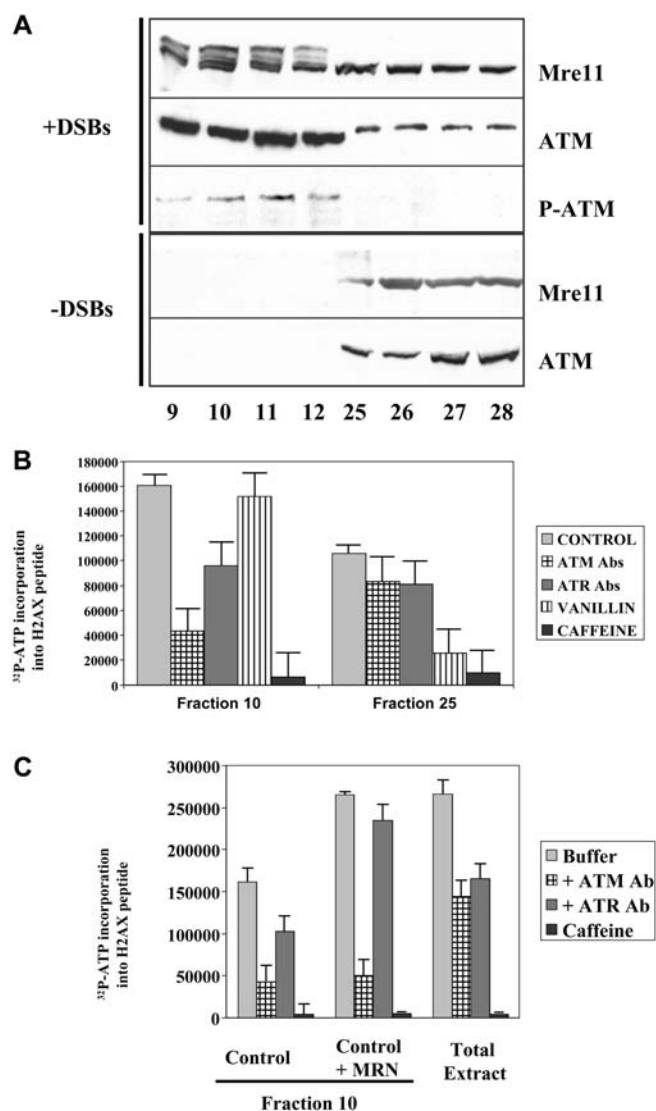 A
+DSBs
Mre11
ATM
P-ATM
-DSBs
Mre11
ATM
9 10 11 12 25 26 27 28
B
³²P-ATP incorporation
into H2AX peptide
180000
160000
140000
120000
100000
80000
60000
40000
20000
0
Fraction 10
Fraction 25
CONTROL
ATM Abs
ATR Abs
VANILLIN
CAFFEINE
C
³²P-ATP incorporation
into H2AX peptide
300000
250000
200000
150000
100000
50000
0
Control
Control
+ MRN
Total
Extract
Fraction 10
Buffer
+ ATM Ab
+ ATR Ab
Caffeine